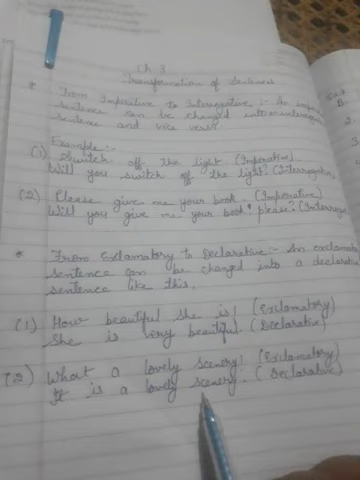 Ch 8
Transformation of Sentences
* From Imperative to Interrogative :- An
sentence can be changed into
sentence and vice versa
Example :-
(1) Switch off the light (Imperative)
Will you switch off the light? (Interrogative
(2) Please give me your book. (Imperative)
Will you give me your book please? (Interroga
* From Exclamatory to Declarative :- An exclama
sentence can be changed into a declarative
sentence like this.
(1) How beautiful she is! (Exclamatory)
She is very beautiful. (Declarative)
(2) What a lovely scenery! (Exclamatory)
It is a lovely scenery. (Declarative)
2.
3.